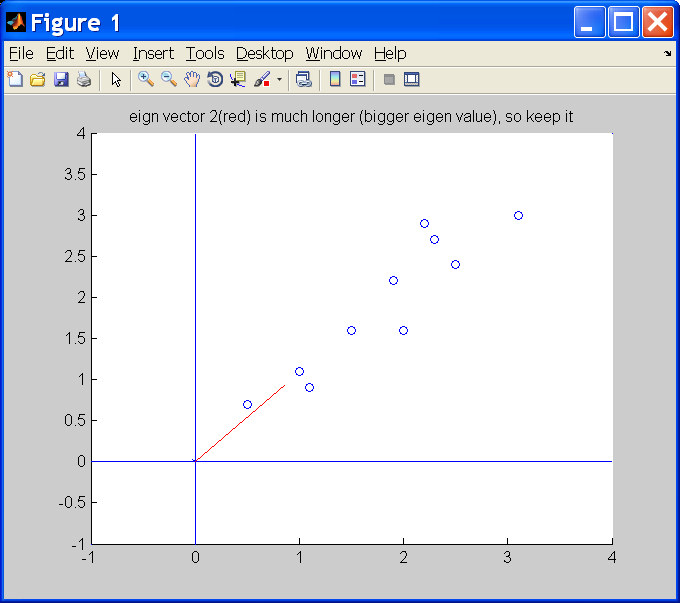 Figure 1
File Edit View Insert Tools Desktop Window Help
eign vector 2(red) is much longer (bigger eigen value), so keep it
4
3.5
3
2.5
2
1.5
1
0.5
0
-0.5
-1
-1 0 1 2 3 4